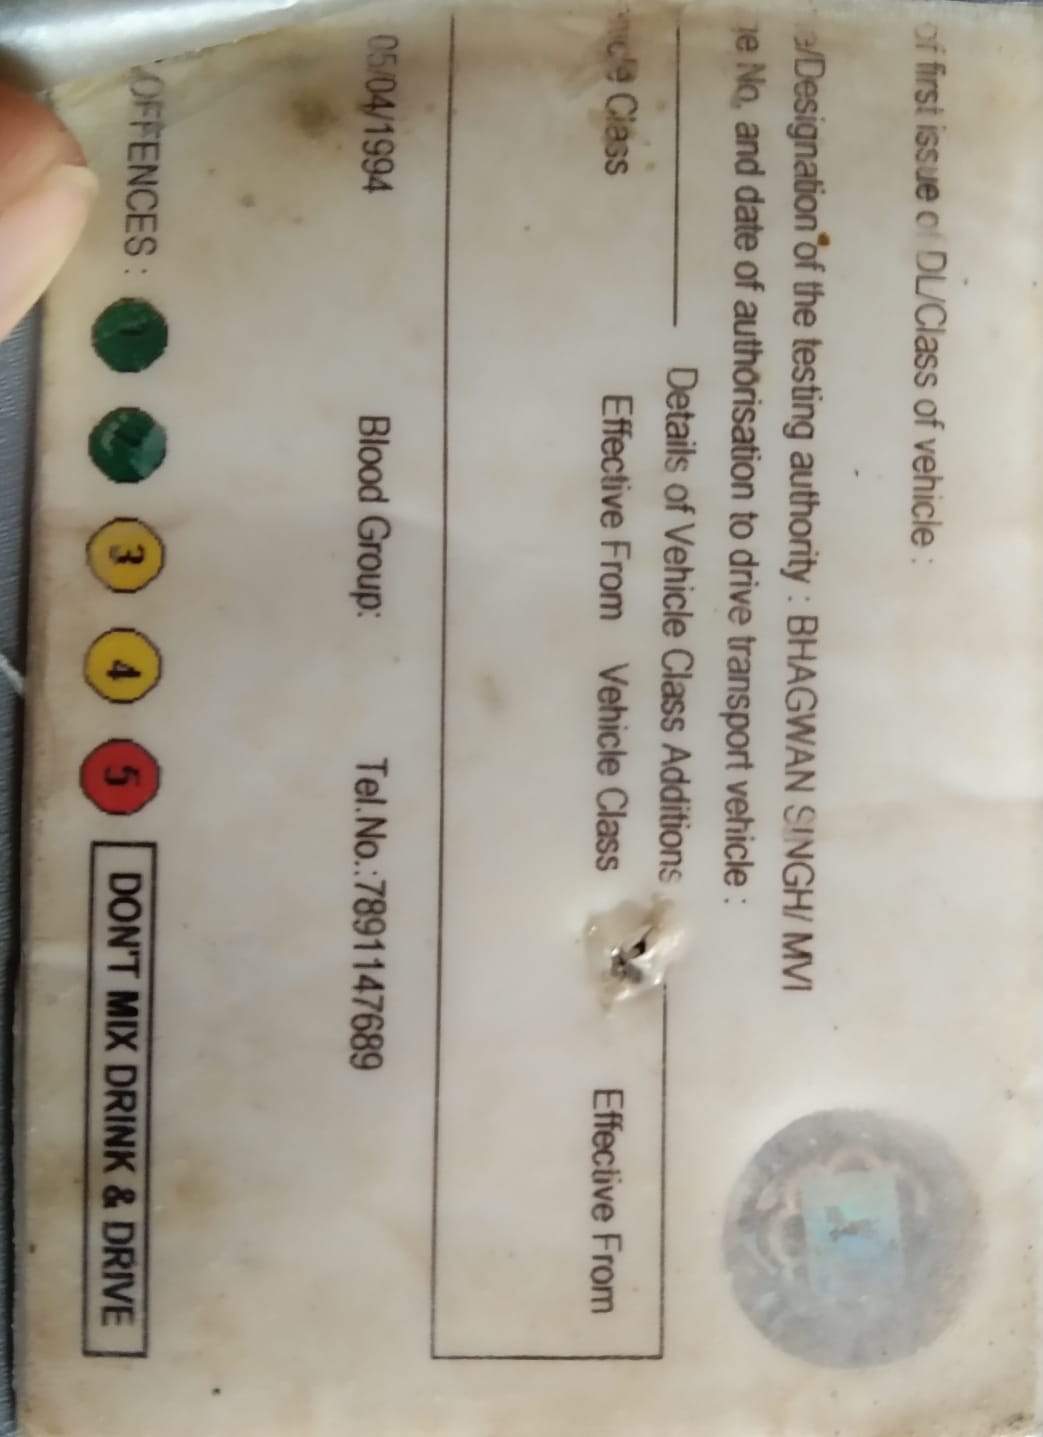 of first issue of DL/Class of vehicle :
e/Designation of the testing authority : BHAGWAN SINGH/ MVI
ne No, and date of authorisation to drive transport vehicle :
Details of Vehicle Class Additions
Class Effective From Vehicle Class Effective From
05/04/1994 Blood Group: Tel.No.:7891147689
OFFENCES : 1 2 3 4 5 DON'T MIX DRINK & DRIVE